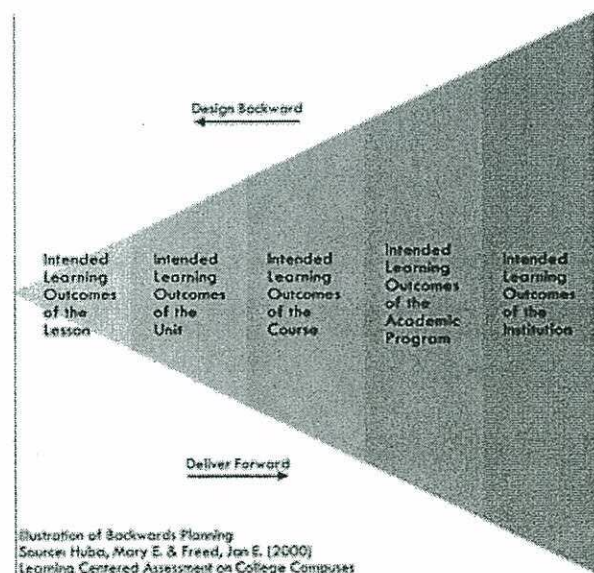 Design Backward
Intended
Learning
Outcomes
of the
Lesson
Intended
Learning
Outcomes
of the
Unit
Intended
Learning
Outcomes
of the
Course
Intended
Learning
Outcomes
of the
Academic
Program
Intended
Learning
Outcomes
of the
Institution
Deliver Forward
Illustration of Backwards Planning
Source: Huba, Mary E. & Freed, Jan E. (2000)
Learning Centered Assessment on College Campuses